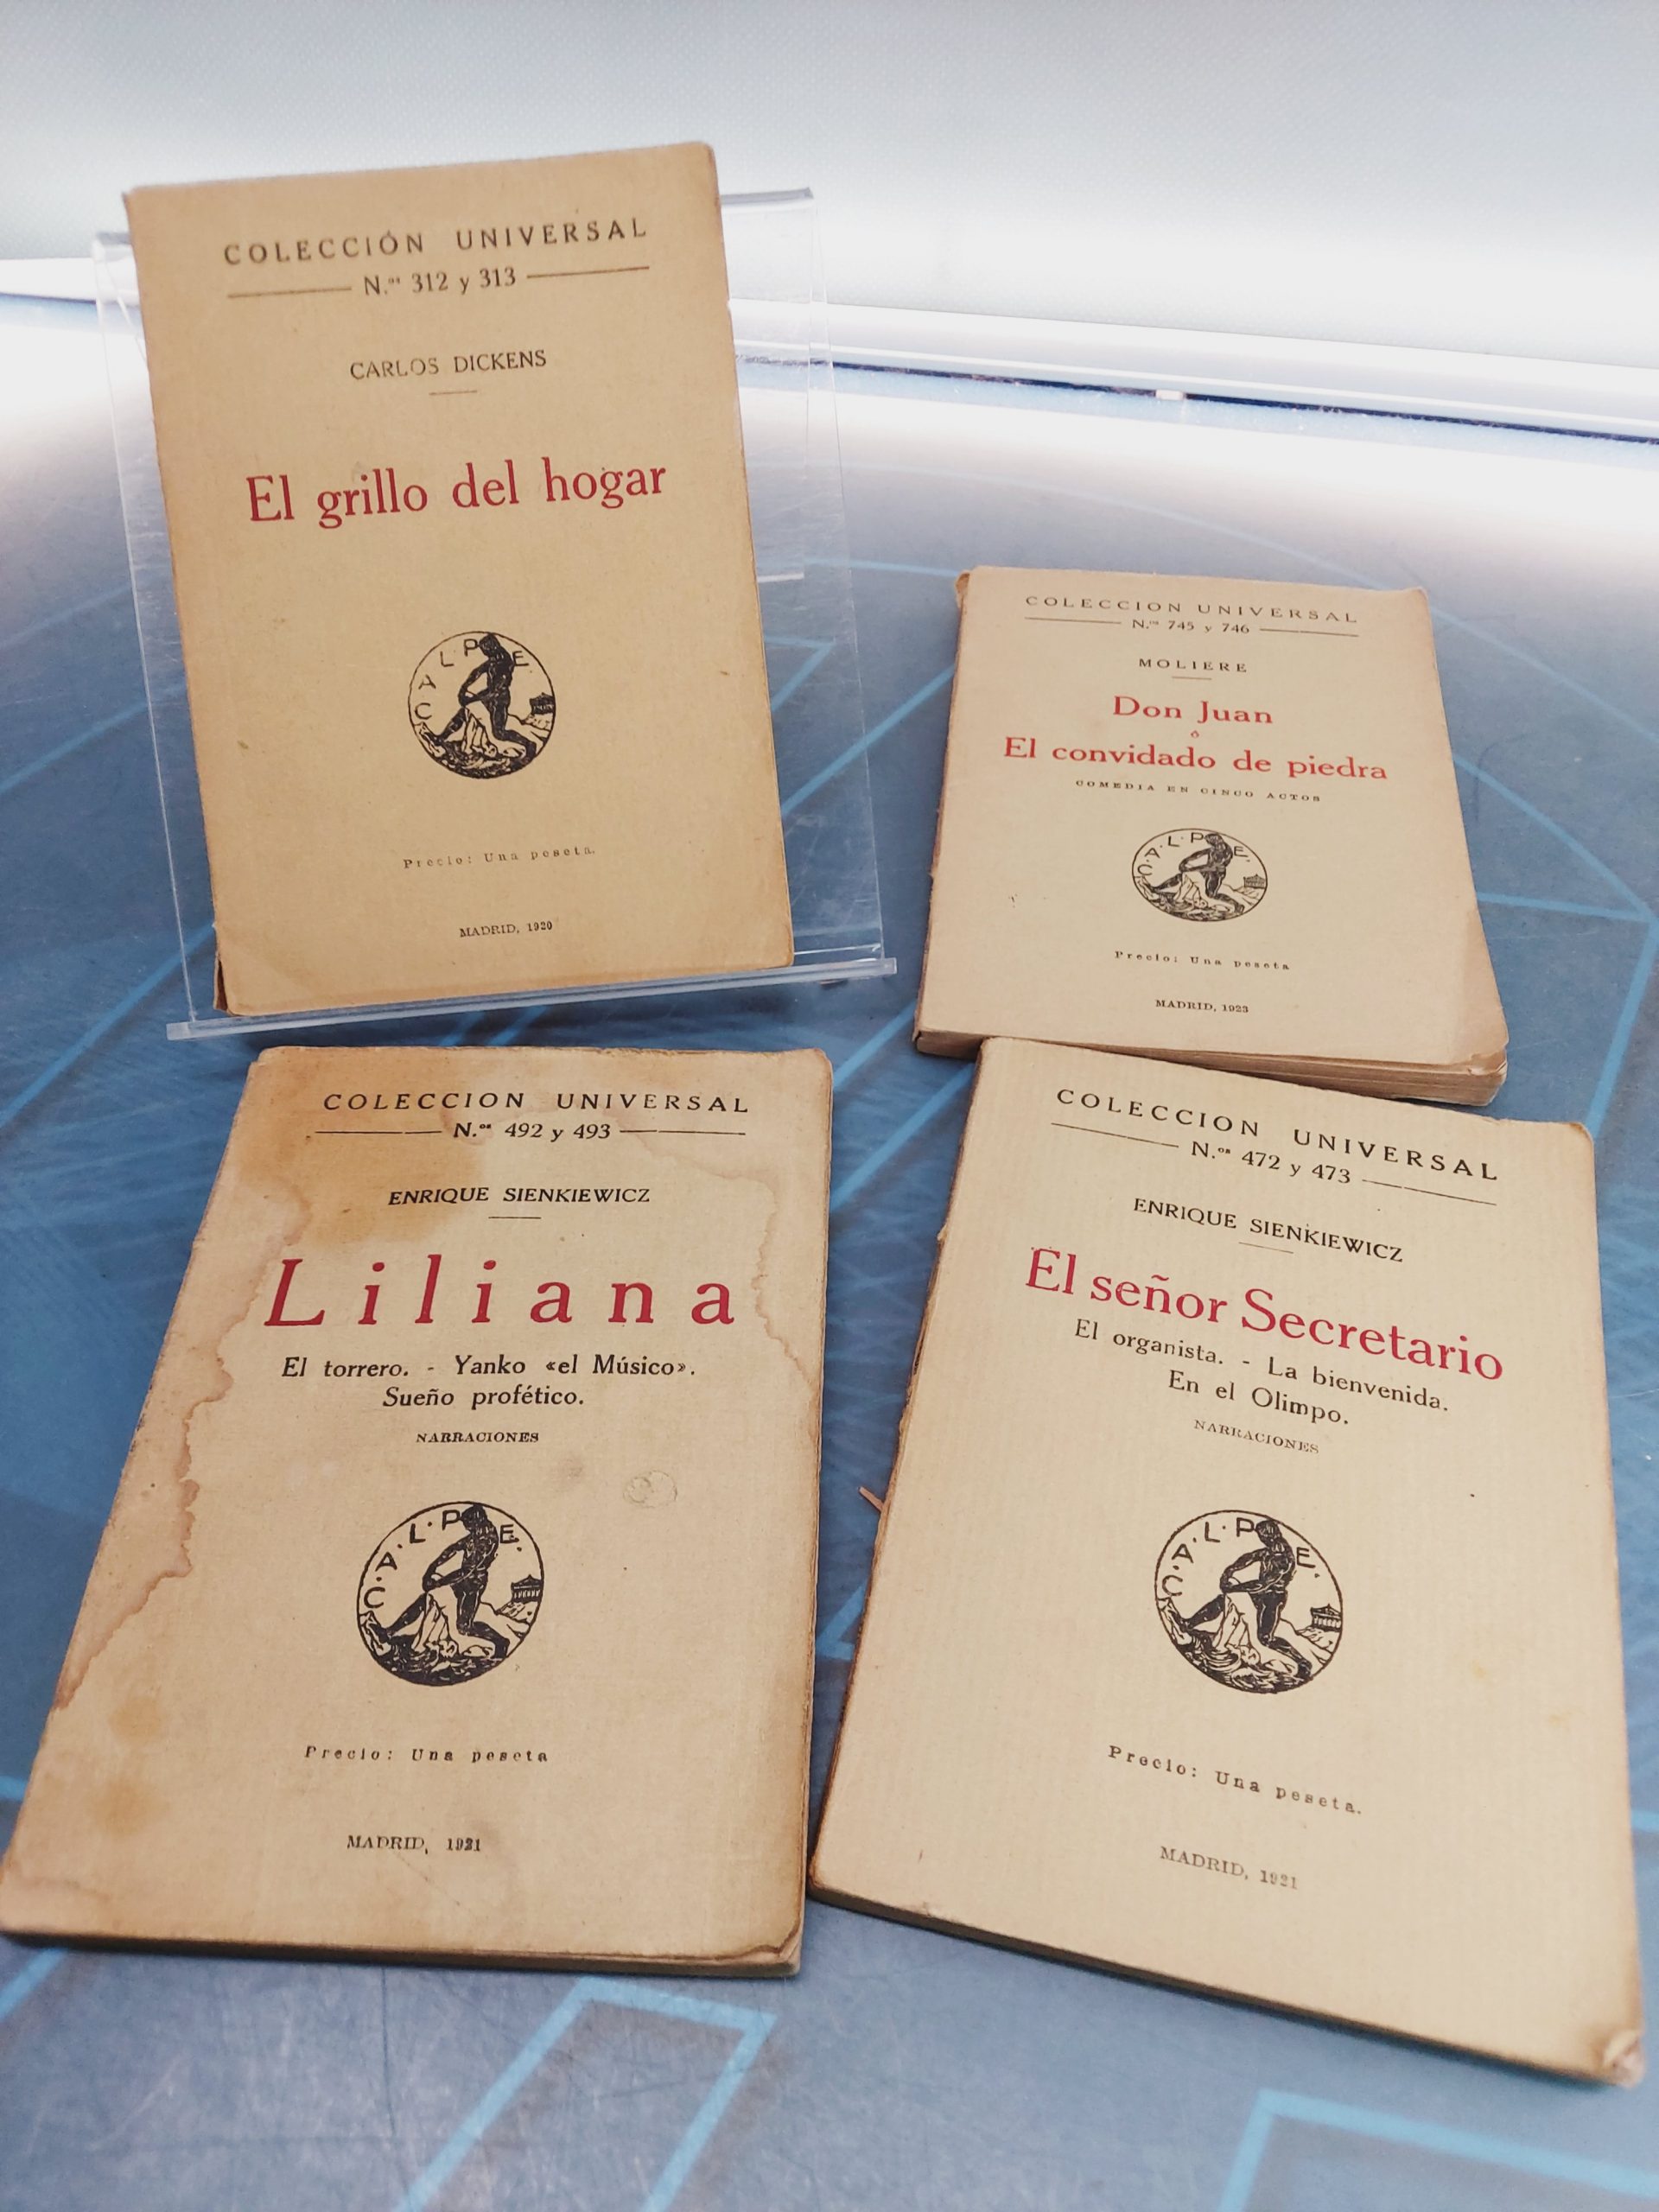 COLECCIÓN UNIVERSAL
N.os 312 y 313
CARLOS DICKENS
El grillo del hogar
CALPE
Precio: Una peseta.
MADRID, 1920
COLECCION UNIVERSAL
N.os 745 y 746
MOLIERE
Don Juan
ó
El convidado de piedra
COMEDIA EN CINCO ACTOS
C.A.L.P.E.
Precio: Una peseta
MADRID, 1923
COLECCION UNIVERSAL
N.os 492 y 493
ENRIQUE SIENKIEWICZ
Liliana
El torrero. - Yanko «el Músico».
Sueño profético.
NARRACIONES
C.A.L.P.E.
Precio: Una peseta
MADRID, 1921
COLECCION UNIVERSAL
N.os 472 y 473
ENRIQUE SIENKIEWICZ
El señor Secretario
El organista. - La bienvenida.
En el Olimpo.
NARRACIONES
C.A.L.P.E.
Precio: Una peseta.
MADRID, 1921